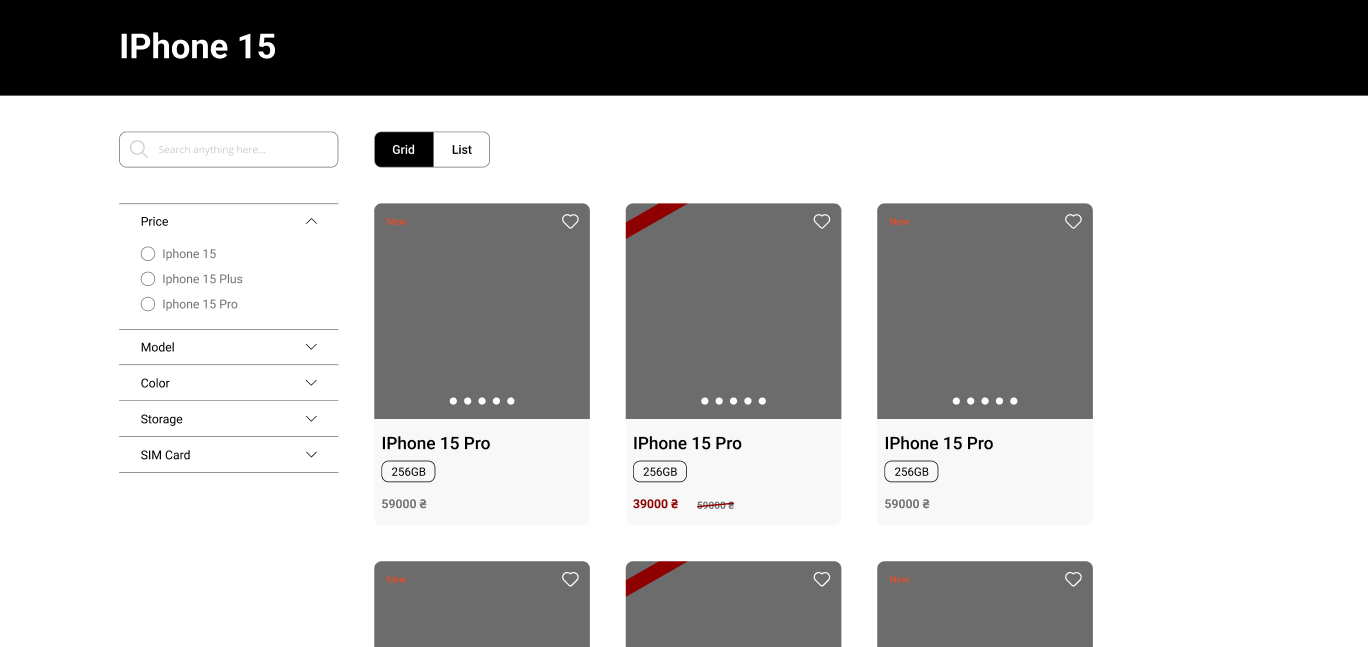 IPhone 15
Search anything here...
Grid
List
Price
Iphone 15
Iphone 15 Plus
Iphone 15 Pro
Model
Color
Storage
SIM Card
New
IPhone 15 Pro
256GB
59000 ₴
IPhone 15 Pro
256GB
39000 ₴ 59000 ₴
New
IPhone 15 Pro
256GB
59000 ₴
New
New